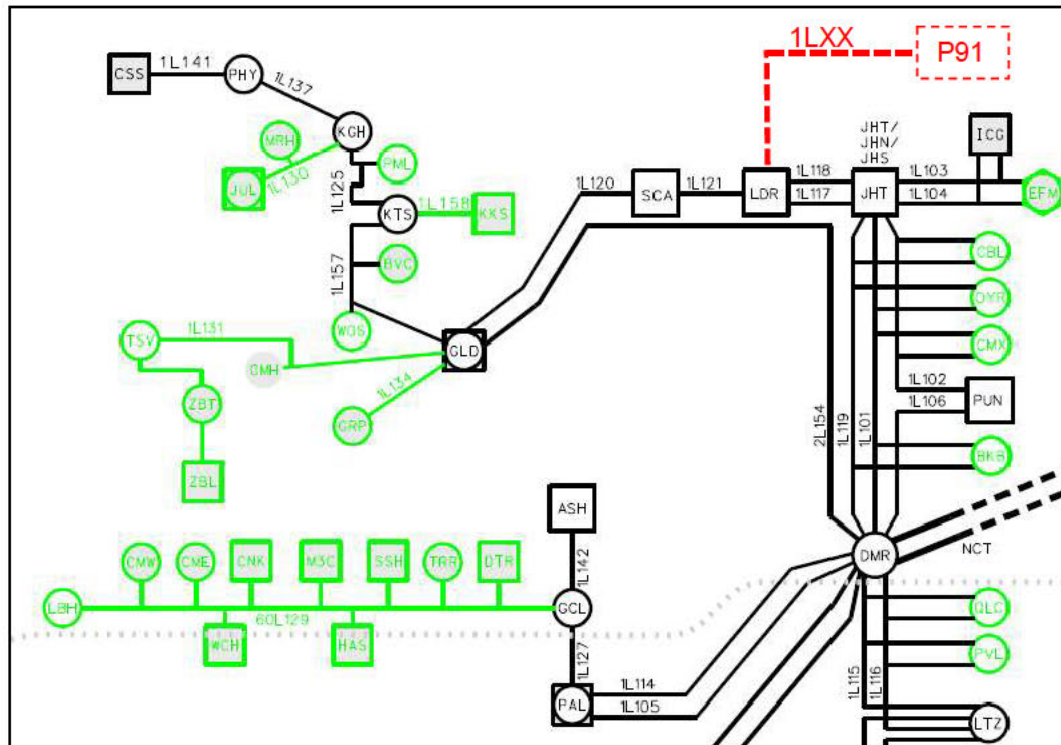 1LXX
P91
CSS
1L141
PHY
1L137
KGH
MRH
PML
JUL
1L130
1L125
KTS
1L158
KKS
1L157
BVC
WOS
1L120
SCA
1L121
LDR
1L118
1L117
JHT/
JHN/
JHS
JHT
1L103
1L104
ICG
EFM
CBL
OYR
CMX
1L102
1L106
PUN
BKB
TSV
1L131
GMH
GLD
1L134
GRP
ZBT
ZBL
2L154
1L119
1L101
ASH
1L142
DMR
NCT
CMW
CME
CNK
M3C
SSH
TRR
DTR
LBH
60L129
GCL
WCH
HAS
1L127
QLC
PVL
PAL
1L114
1L105
1L115
1L116
LTZ